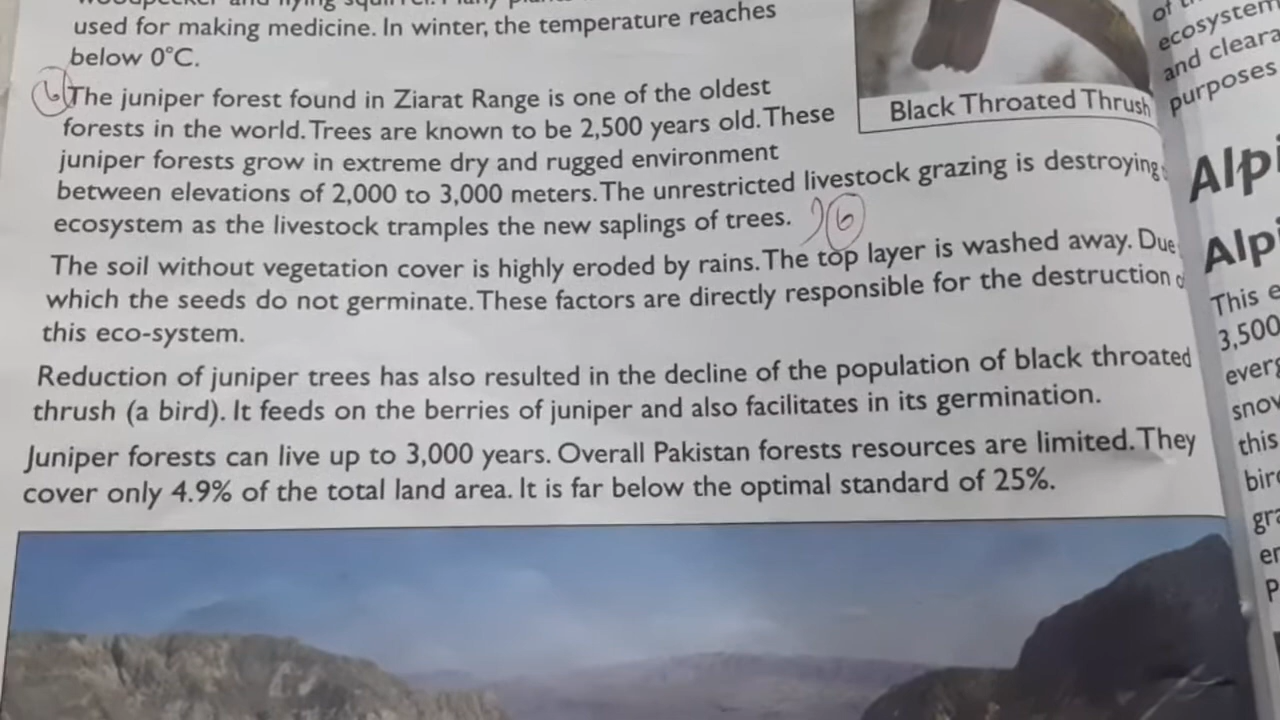 used for making medicine. In winter, the temperature reaches
below 0°C.
6
The juniper forest found in Ziarat Range is one of the oldest
forests in the world. Trees are known to be 2,500 years old. These
juniper forests grow in extreme dry and rugged environment
between elevations of 2,000 to 3,000 meters. The unrestricted livestock grazing is destroying
ecosystem as the livestock tramples the new saplings of trees.
6
The soil without vegetation cover is highly eroded by rains. The top layer is washed away. Due
which the seeds do not germinate. These factors are directly responsible for the destruction
this eco-system.
Reduction of juniper trees has also resulted in the decline of the population of black throated
thrush (a bird). It feeds on the berries of juniper and also facilitates in its germination.
Juniper forests can live up to 3,000 years. Overall Pakistan forests resources are limited. They
cover only 4.9% of the total land area. It is far below the optimal standard of 25%.
Black Throated Thrush
of
ecosystem
and
purposes
This
3,500
this